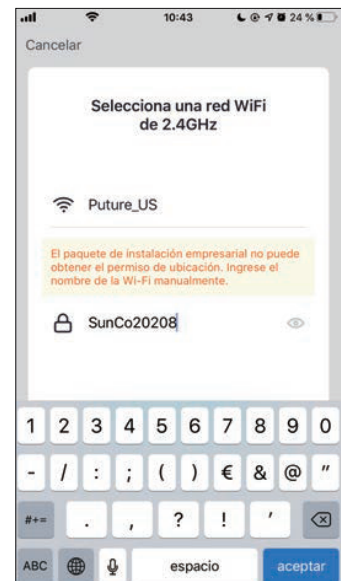 10:43 24 %
Cancelar
Selecciona una red WiFi
de 2.4GHz
Puture_US
El paquete de instalación empresarial no puede
obtener el permiso de ubicación. Ingrese el
nombre de la Wi-Fi manualmente.
SunCo20208
1 2 3 4 5 6 7 8 9 0
- / : ; ( ) € & @ "
#+= . , ? ! '
ABC espacio aceptar